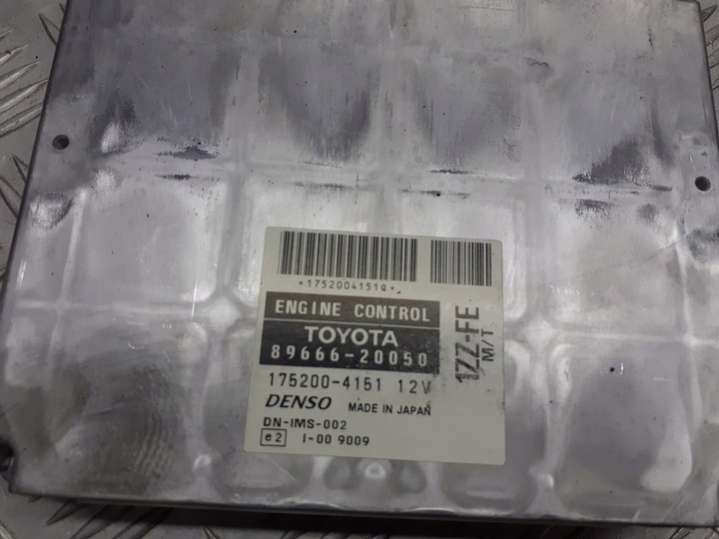 *1752004151Q*
ENGINE CONTROL
TOYOTA
89666-20050
175200-4151 12V
DENSO MADE IN JAPAN
DN-IMS-002
e2 I-00 9009
1ZZ-FE
M/T